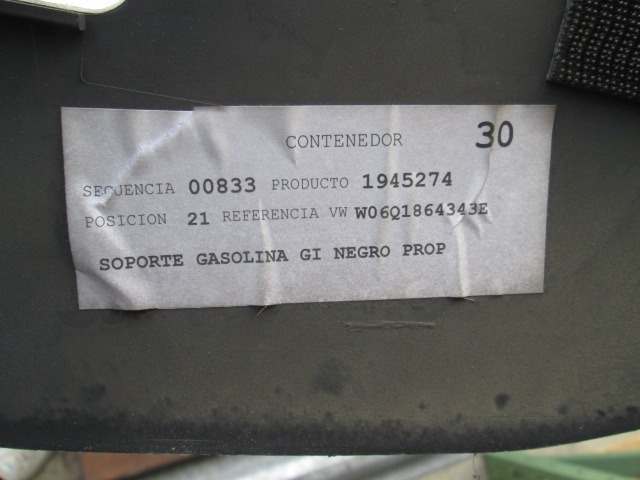 CONTENEDOR 30
SECUENCIA 00833 PRODUCTO 1945274
POSICION 21 REFERENCIA VW W06Q1864343E
SOPORTE GASOLINA GI NEGRO PROP